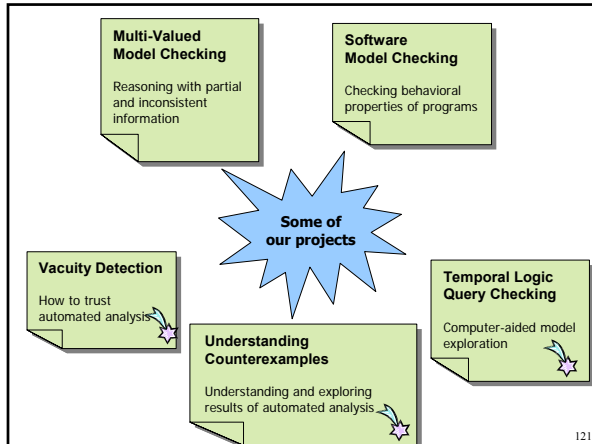 Multi-Valued
Model Checking
Reasoning with partial
and inconsistent
information
Software
Model Checking
Checking behavioral
properties of programs
Some of
our projects
Vacuity Detection
How to trust
automated analysis
Understanding
Counterexamples
Understanding and exploring
results of automated analysis
Temporal Logic
Query Checking
Computer-aided model
exploration
121